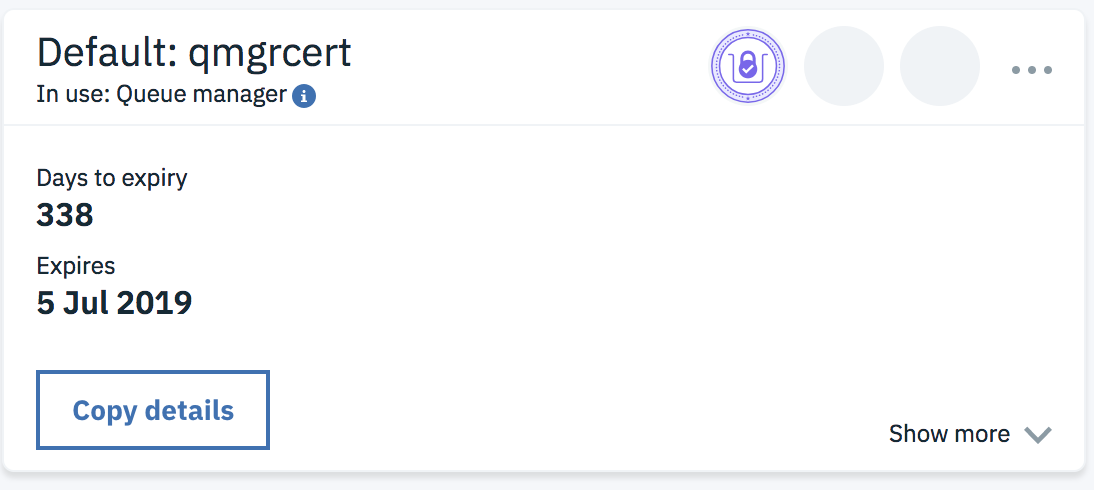 Default: qmgrcert
In use: Queue manager
Days to expiry
338
Expires
5 Jul 2019
Copy details
Show more